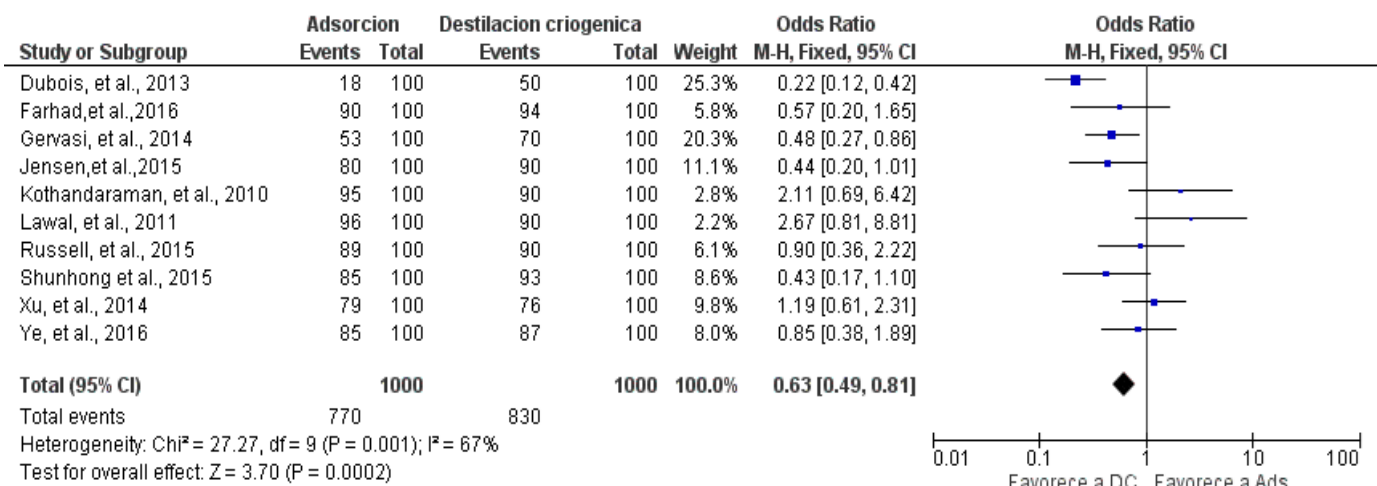 Adsorcion Destilacion criogenica Odds Ratio Odds Ratio
Study or Subgroup Events Total Events Total Weight M-H, Fixed, 95% CI M-H, Fixed, 95% CI
Dubois, et al., 2013 18 100 50 100 25.3% 0.22 [0.12, 0.42]
Farhad,et al.,2016 90 100 94 100 5.8% 0.57 [0.20, 1.65]
Gervasi, et al., 2014 53 100 70 100 20.3% 0.48 [0.27, 0.86]
Jensen,et al.,2015 80 100 90 100 11.1% 0.44 [0.20, 1.01]
Kothandaraman, et al., 2010 95 100 90 100 2.8% 2.11 [0.69, 6.42]
Lawal, et al., 2011 96 100 90 100 2.2% 2.67 [0.81, 8.81]
Russell, et al., 2015 89 100 90 100 6.1% 0.90 [0.36, 2.22]
Shunhong et al., 2015 85 100 93 100 8.6% 0.43 [0.17, 1.10]
Xu, et al., 2014 79 100 76 100 9.8% 1.19 [0.61, 2.31]
Ye, et al., 2016 85 100 87 100 8.0% 0.85 [0.38, 1.89]
Total (95% CI) 1000 1000 100.0% 0.63 [0.49, 0.81]
Total events 770 830
Heterogeneity: Chi² = 27.27, df = 9 (P = 0.001); I² = 67%
Test for overall effect: Z = 3.70 (P = 0.0002)
0.01 0.1 1 10 100
Favorece a DC Favorece a Ads